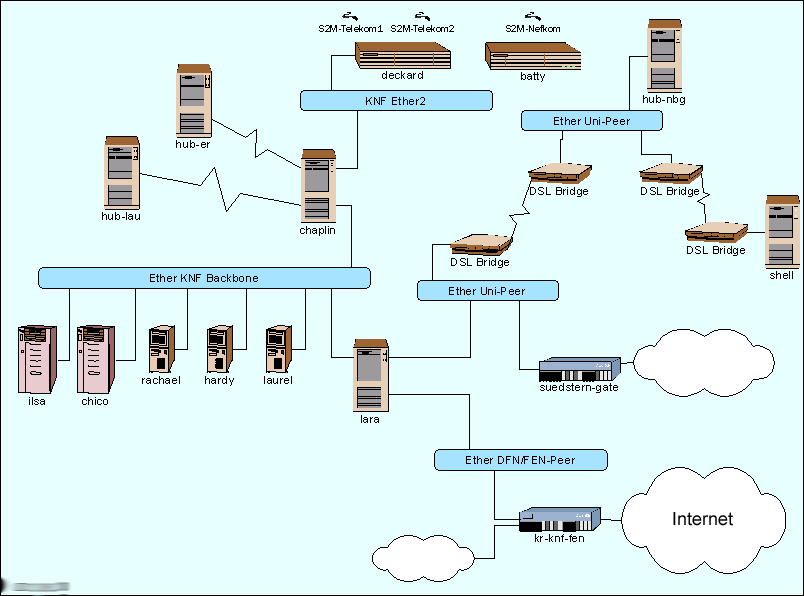 S2M-Telekom1 S2M-Telekom2 S2M-Nefkom
deckard
batty
hub-nbg
KNF Ether2
Ether Uni-Peer
hub-er
DSL Bridge
DSL Bridge
hub-lau
chaplin
DSL Bridge
DSL Bridge
shell
Ether KNF Backbone
Ether Uni-Peer
rachael
hardy
laurel
suedstern-gate
ilsa
chico
lara
Ether DFN/FEN-Peer
Internet
kr-knf-fen